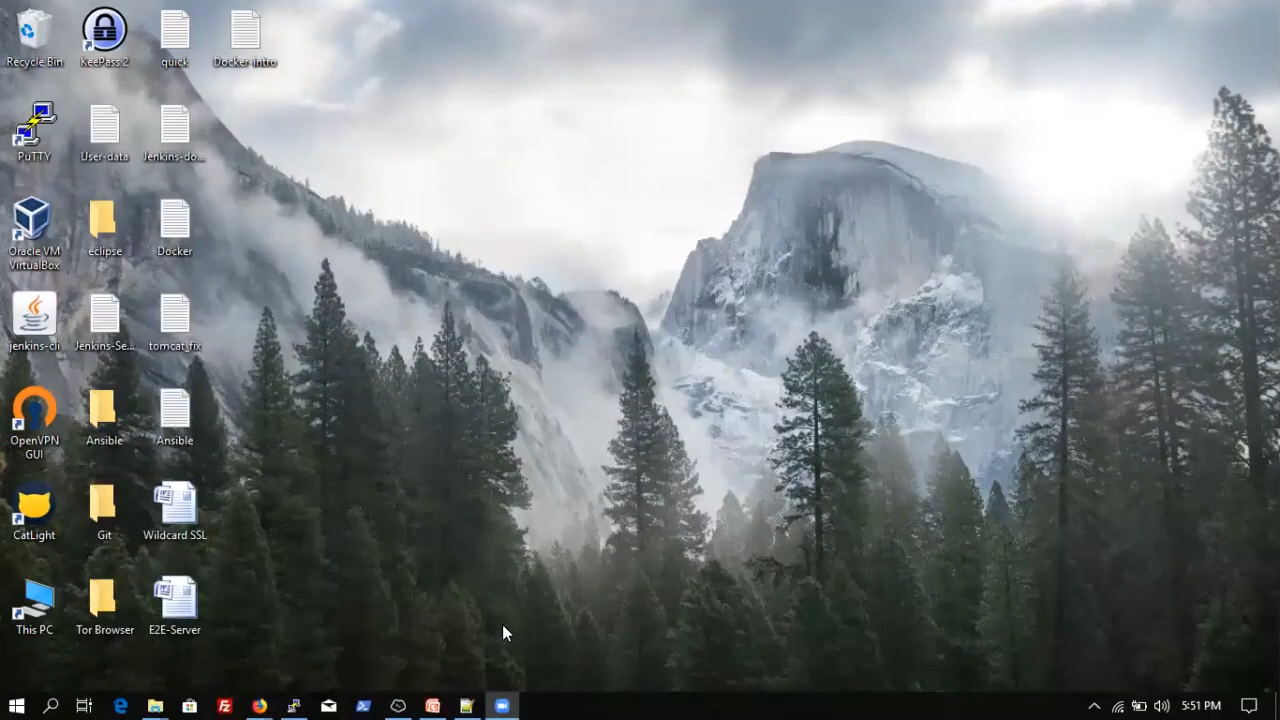 Recycle Bin
KeePass 2
quick
Docker-intro
PuTTY
User-data
Jenkins-do...
Oracle VM
VirtualBox
eclipse
Docker
jenkins-cli
Jenkins-Se...
tomcat_fix
OpenVPN
GUI
Ansible
Ansible
CatLight
Git
Wildcard SSL
This PC
Tor Browser
E2E-Server
5:51 PM